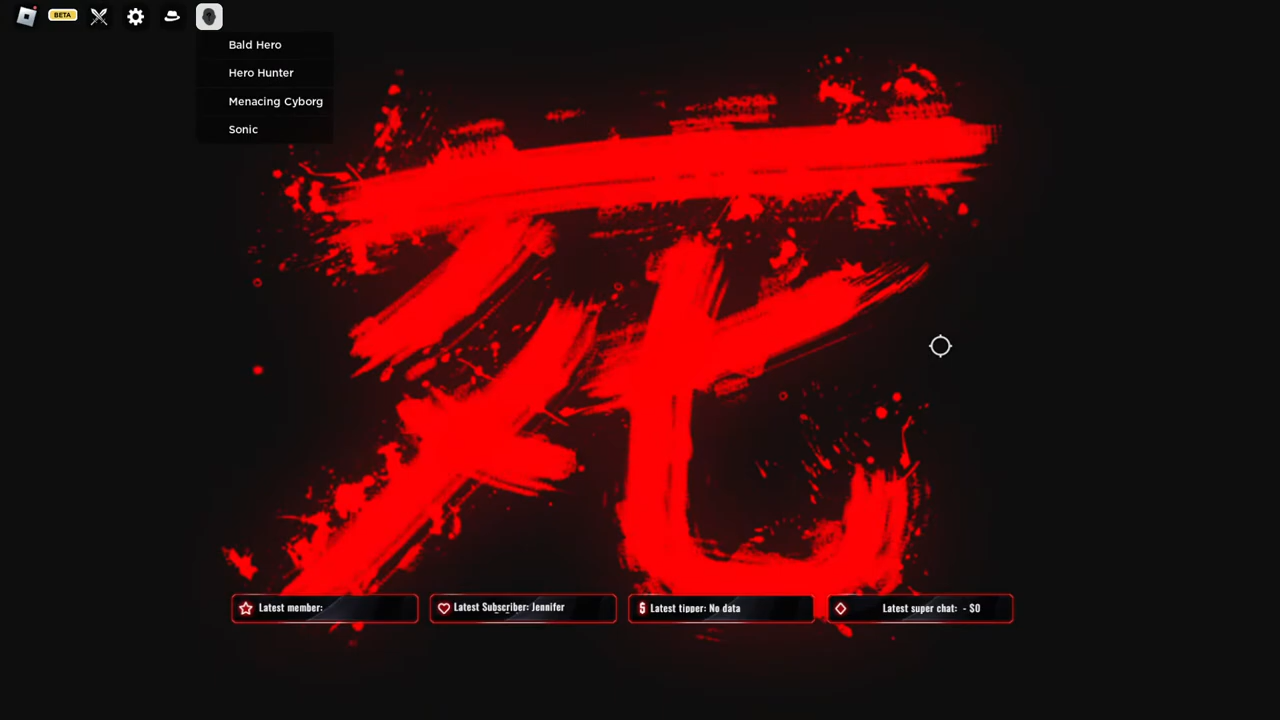 BETA
Bald Hero
Hero Hunter
Menacing Cyborg
Sonic
死
Latest member:
Latest Subscriber: Jennifer
Latest tipper: No data
Latest super chat: - $0